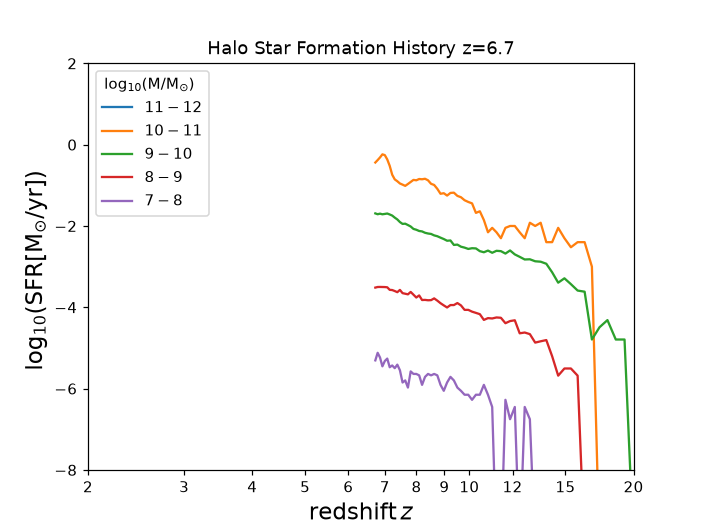 Halo Star Formation History z=6.7
log₁₀(SFR[M☉/yr])
2
0
−2
−4
−6
−8
log₁₀(M/M☉)
11 − 12
10 − 11
9 − 10
8 − 9
7 − 8
2 3 4 5 6 7 8 9 10 12 15 20
redshift z